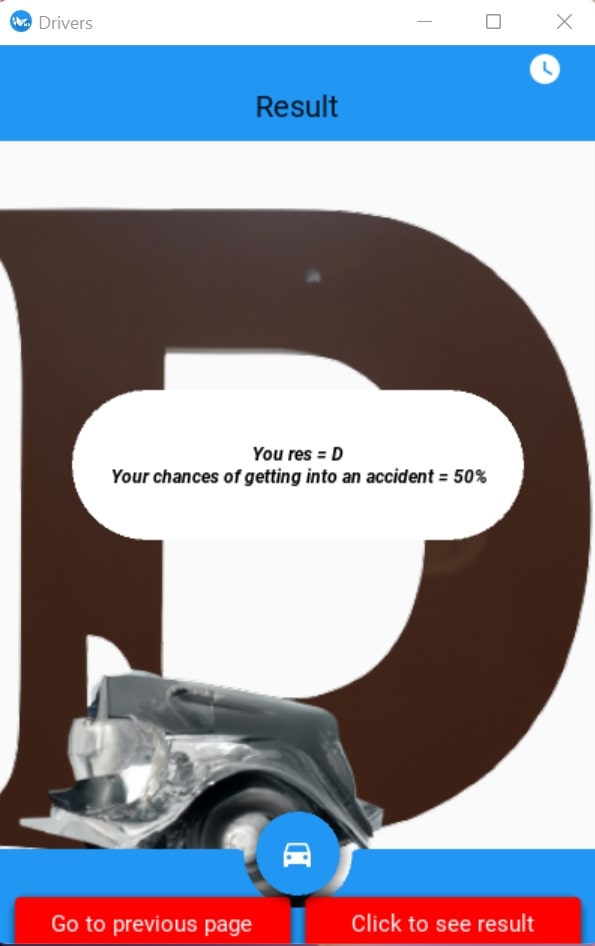 Drivers
Result
D
You res = D
Your chances of getting into an accident = 50%
Go to previous page
Click to see result